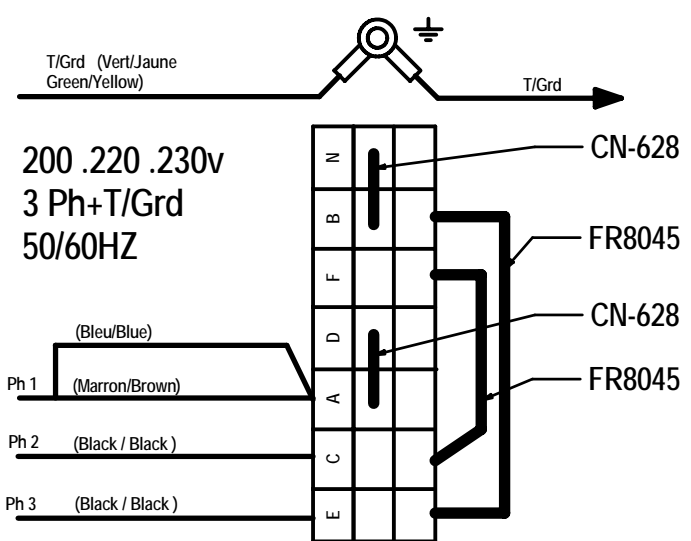 T/Grd (Vert/Jaune
Green/Yellow)
T/Grd
200 .220 .230v
3 Ph+T/Grd
50/60HZ
N
B
F
D
A
C
E
CN-628
FR8045
CN-628
FR8045
(Bleu/Blue)
Ph 1 (Marron/Brown)
Ph 2 (Black / Black )
Ph 3 (Black / Black )